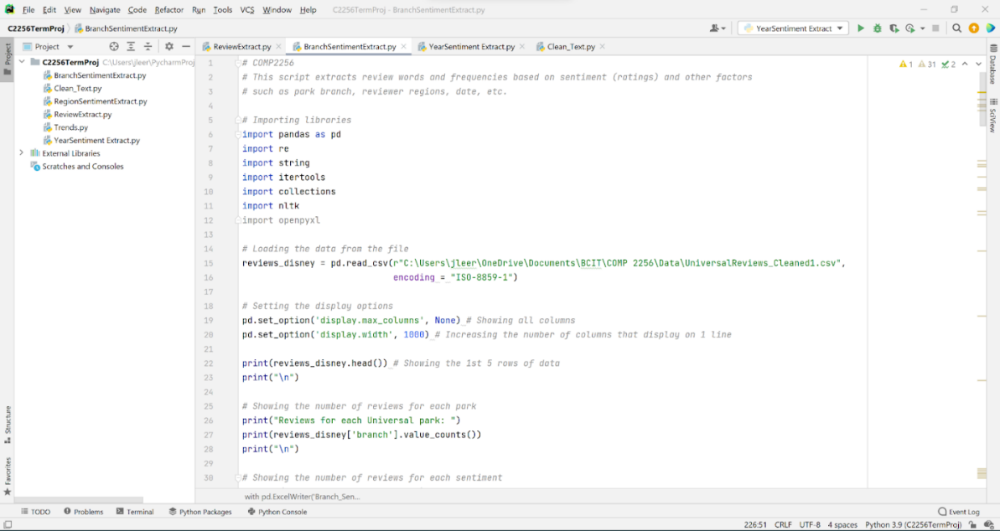 File Edit View Navigate Code Refactor Run Tools VCS Window Help C2256TermProj - BranchSentimentExtract.py
C2256TermProj BranchSentimentExtract.py YearSentiment Extract
Project ReviewExtract.py BranchSentimentExtract.py YearSentiment Extract.py Clean_Text.py
Project
Structure
Favorites
C2256TermProj C:\Users\jleer\PycharmProj
BranchSentimentExtract.py
Clean_Text.py
RegionSentimentExtract.py
ReviewExtract.py
Trends.py
YearSentiment Extract.py
External Libraries
Scratches and Consoles
1 # COMP2256
2 # This script extracts review words and frequencies based on sentiment (ratings) and other factors
3 # such as park branch, reviewer regions, date, etc.
4
5 # Importing libraries
6 import pandas as pd
7 import re
8 import string
9 import itertools
10 import collections
11 import nltk
12 import openpyxl
13
14 # Loading the data from the file
15 reviews_disney = pd.read_csv(r"C:\Users\jleer\OneDrive\Documents\BCIT\COMP 2256\Data\UniversalReviews_Cleaned1.csv",
16 encoding = "ISO-8859-1")
17
18 # Setting the display options
19 pd.set_option('display.max_columns', None) # Showing all columns
20 pd.set_option('display.width', 1000) # Increasing the number of columns that display on 1 line
21
22 print(reviews_disney.head()) # Showing the 1st 5 rows of data
23 print("\n")
24
25 # Showing the number of reviews for each park
26 print("Reviews for each Universal park: ")
27 print(reviews_disney['branch'].value_counts())
28 print("\n")
29
30 # Showing the number of reviews for each sentiment
with pd.ExcelWriter('Branch_Sen...
1 31 2
Database
SciView
TODO Problems Terminal Python Packages Python Console Event Log
226:51 CRLF UTF-8 4 spaces Python 3.9 (C2256TermProj)